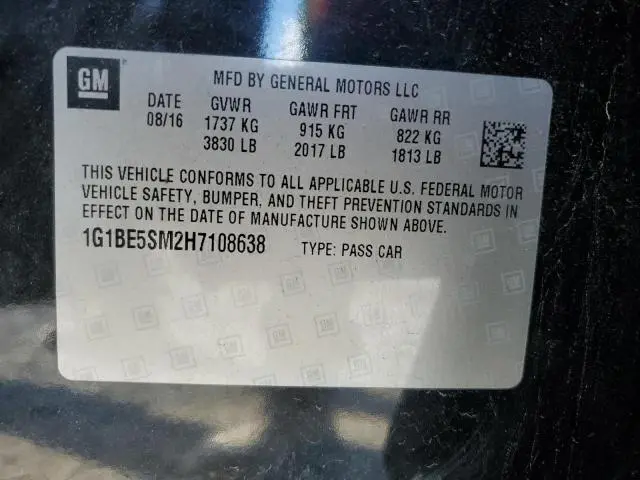 GM
MFD BY GENERAL MOTORS LLC
DATE GVWR GAWR FRT GAWR RR
08/16 1737 KG 915 KG 822 KG
3830 LB 2017 LB 1813 LB
THIS VEHICLE CONFORMS TO ALL APPLICABLE U.S. FEDERAL MOTOR
VEHICLE SAFETY, BUMPER, AND THEFT PREVENTION STANDARDS IN
EFFECT ON THE DATE OF MANUFACTURE SHOWN ABOVE.
1G1BE5SM2H7108638 TYPE: PASS CAR